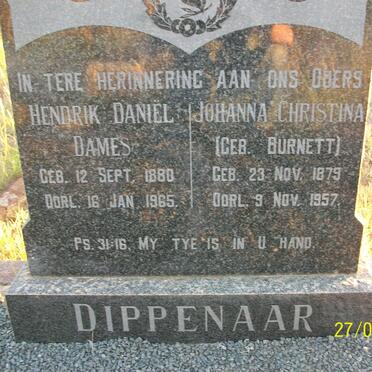 IN TERE HERINNERING AAN ONS OUERS
HENDRIK DANIEL
DAMES
GEB. 12 SEPT. 1880
OORL. 16 JAN. 1965.
JOHANNA CHRISTINA
(GEB. BURNETT)
GEB. 23 NOV. 1879
OORL. 9 NOV. 1957.
PS. 31:16. MY TYE IS IN U HAND.
DIPPENAAR
27/0